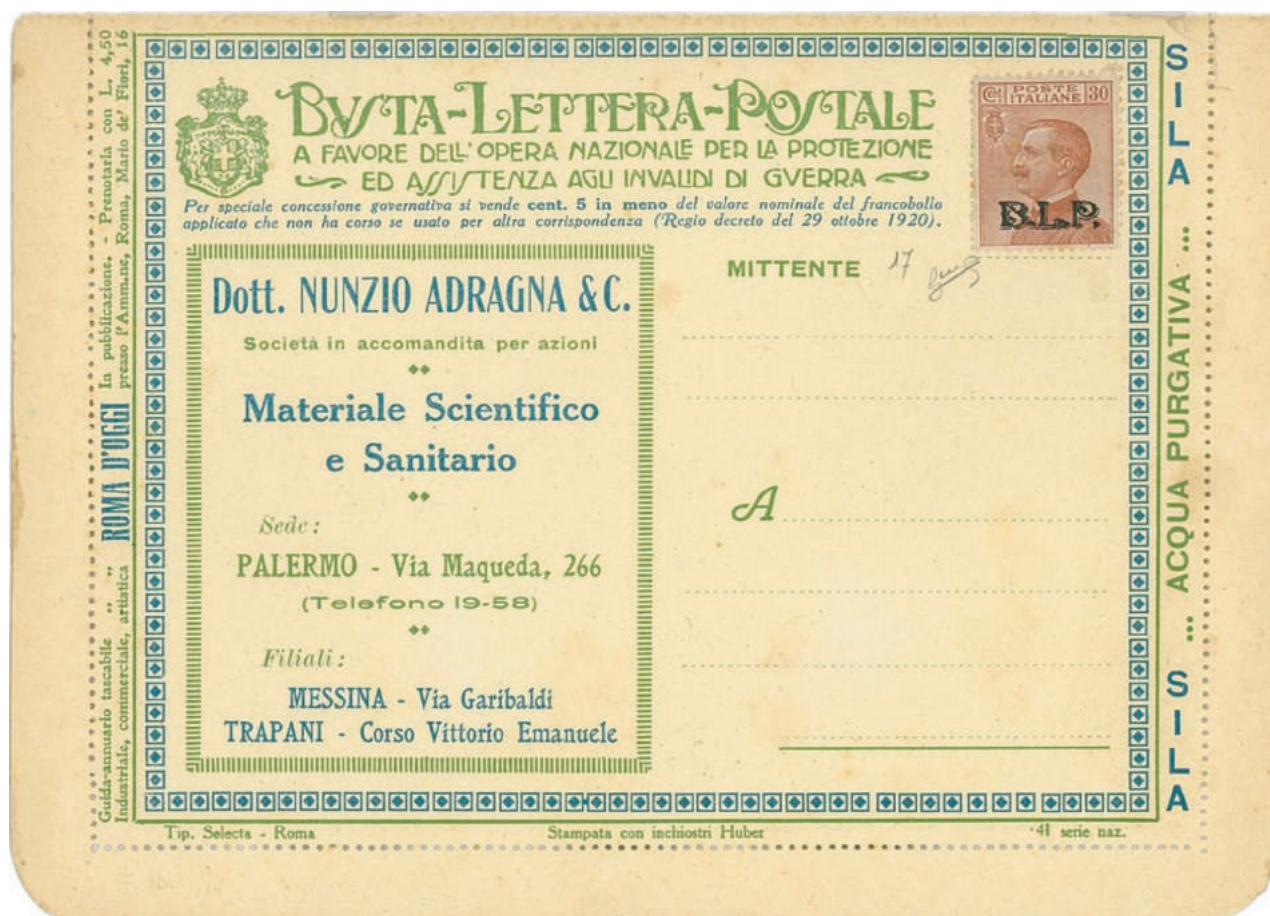 BUSTA-LETTERA-POSTALE
A FAVORE DELL'OPERA NAZIONALE PER LA PROTEZIONE
ED ASSISTENZA AGLI INVALIDI DI GVERRA
Per speciale concessione governativa si vende cent. 5 in meno del valore nominale del francobollo
applicato che non ha corso se usato per altra corrispondenza (Regio decreto del 29 ottobre 1920).
Cent. POSTE ITALIANE 30
B.L.P.
Dott. NUNZIO ADRAGNA & C.
Società in accomandita per azioni
Materiale Scientifico
e Sanitario
Sede:
PALERMO - Via Maqueda, 266
(Telefono 19-58)
Filiali:
MESSINA - Via Garibaldi
TRAPANI - Corso Vittorio Emanuele
MITTENTE 17
A
Guida-annuario tascabile „ „ ROMA D'OGGI In pubblicazione. - Prenotarla con L. 4,50
Industriale, commerciale, artistica presso l'Amm.ne, Roma, Mario de' Fiori, 16
SILA ... ACQUA PURGATIVA ... SILA
Tip. Selecta - Roma
Stampata con inchiostri Huber
41 serie naz.